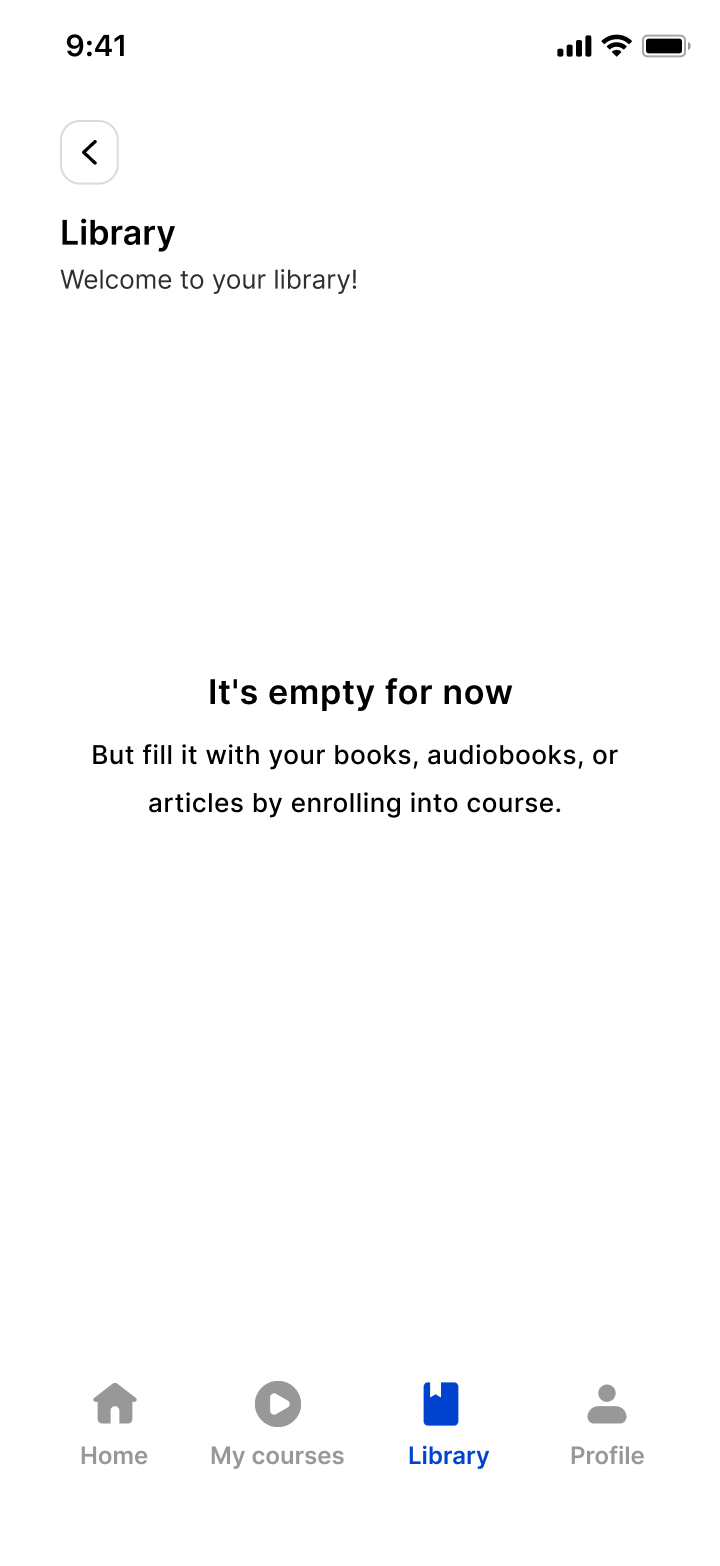 9:41
Library
Welcome to your library!
It's empty for now
But fill it with your books, audiobooks, or
articles by enrolling into course.
Home
My courses
Library
Profile